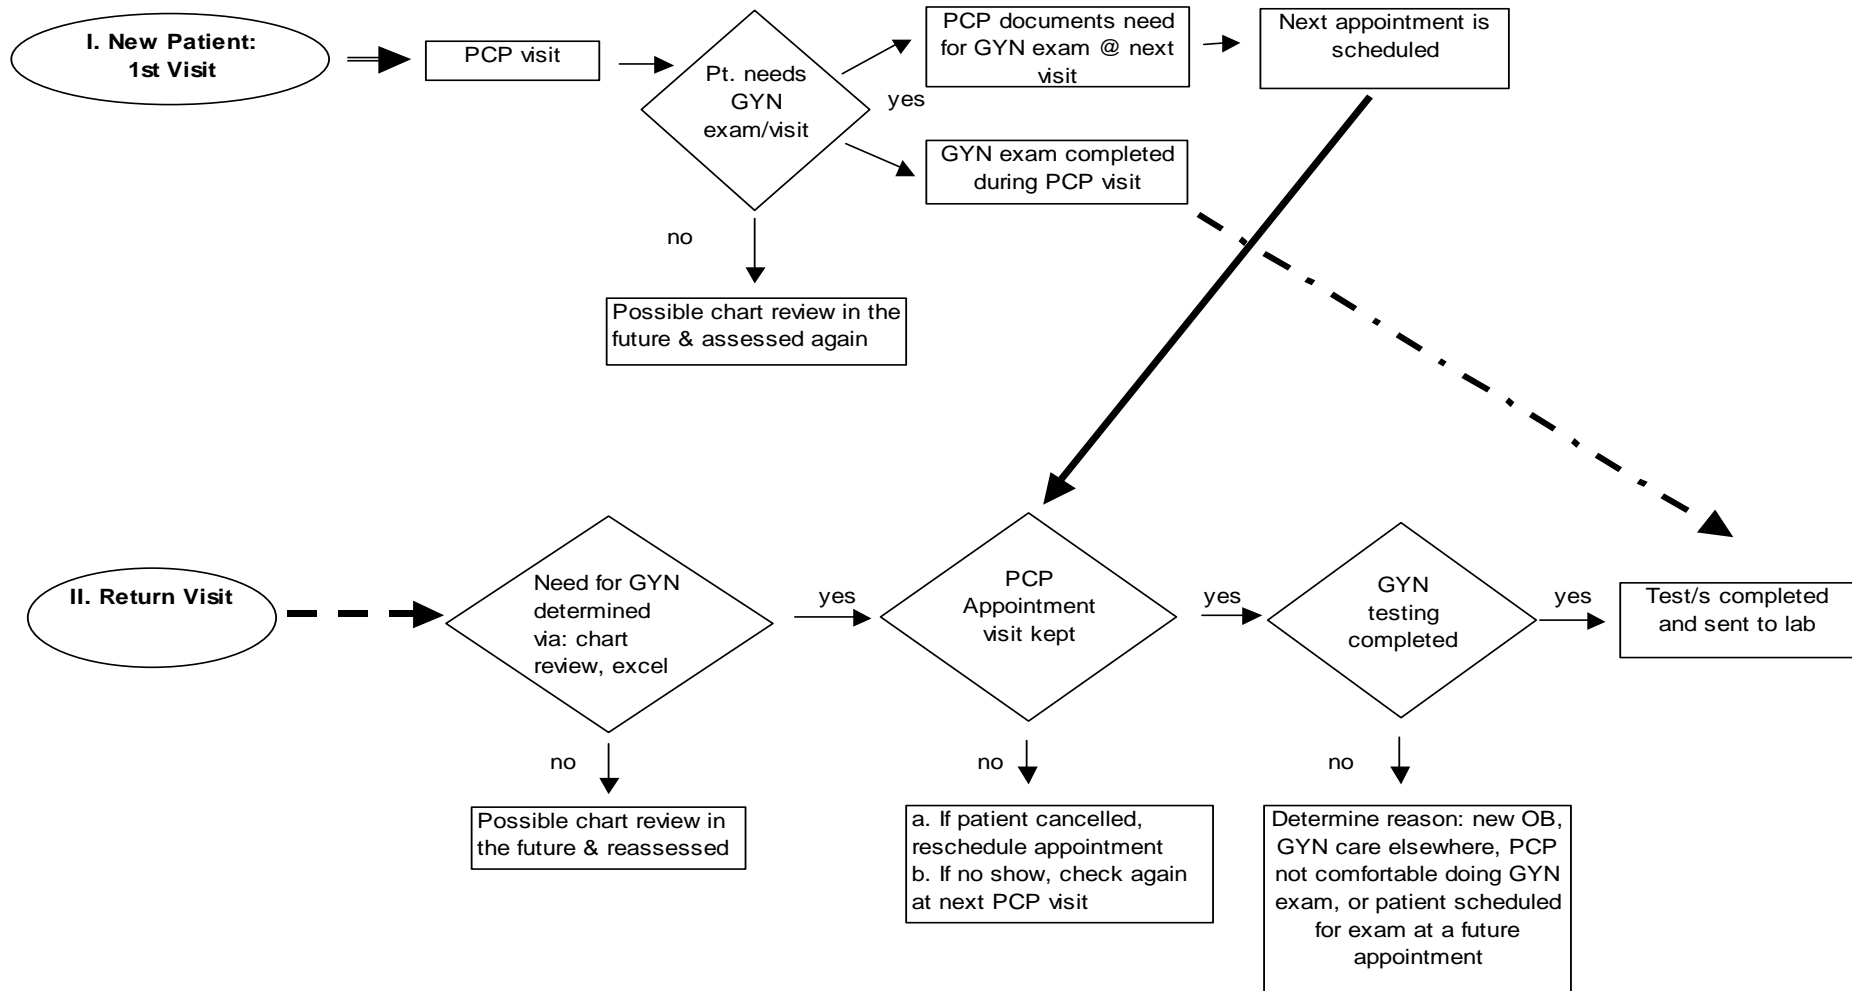 I. New Patient:
1st Visit
PCP visit
Pt. needs
GYN
exam/visit
yes
PCP documents need
for GYN exam @ next
visit
Next appointment is
scheduled
GYN exam completed
during PCP visit
no
Possible chart review in the
future & assessed again
II. Return Visit
Need for GYN
determined
via: chart
review, excel
yes
PCP
Appointment
visit kept
yes
GYN
testing
completed
yes
Test/s completed
and sent to lab
no
Possible chart review in
the future & reassessed
no
a. If patient cancelled,
reschedule appointment
b. If no show, check again
at next PCP visit
no
Determine reason: new OB,
GYN care elsewhere, PCP
not comfortable doing GYN
exam, or patient scheduled
for exam at a future
appointment